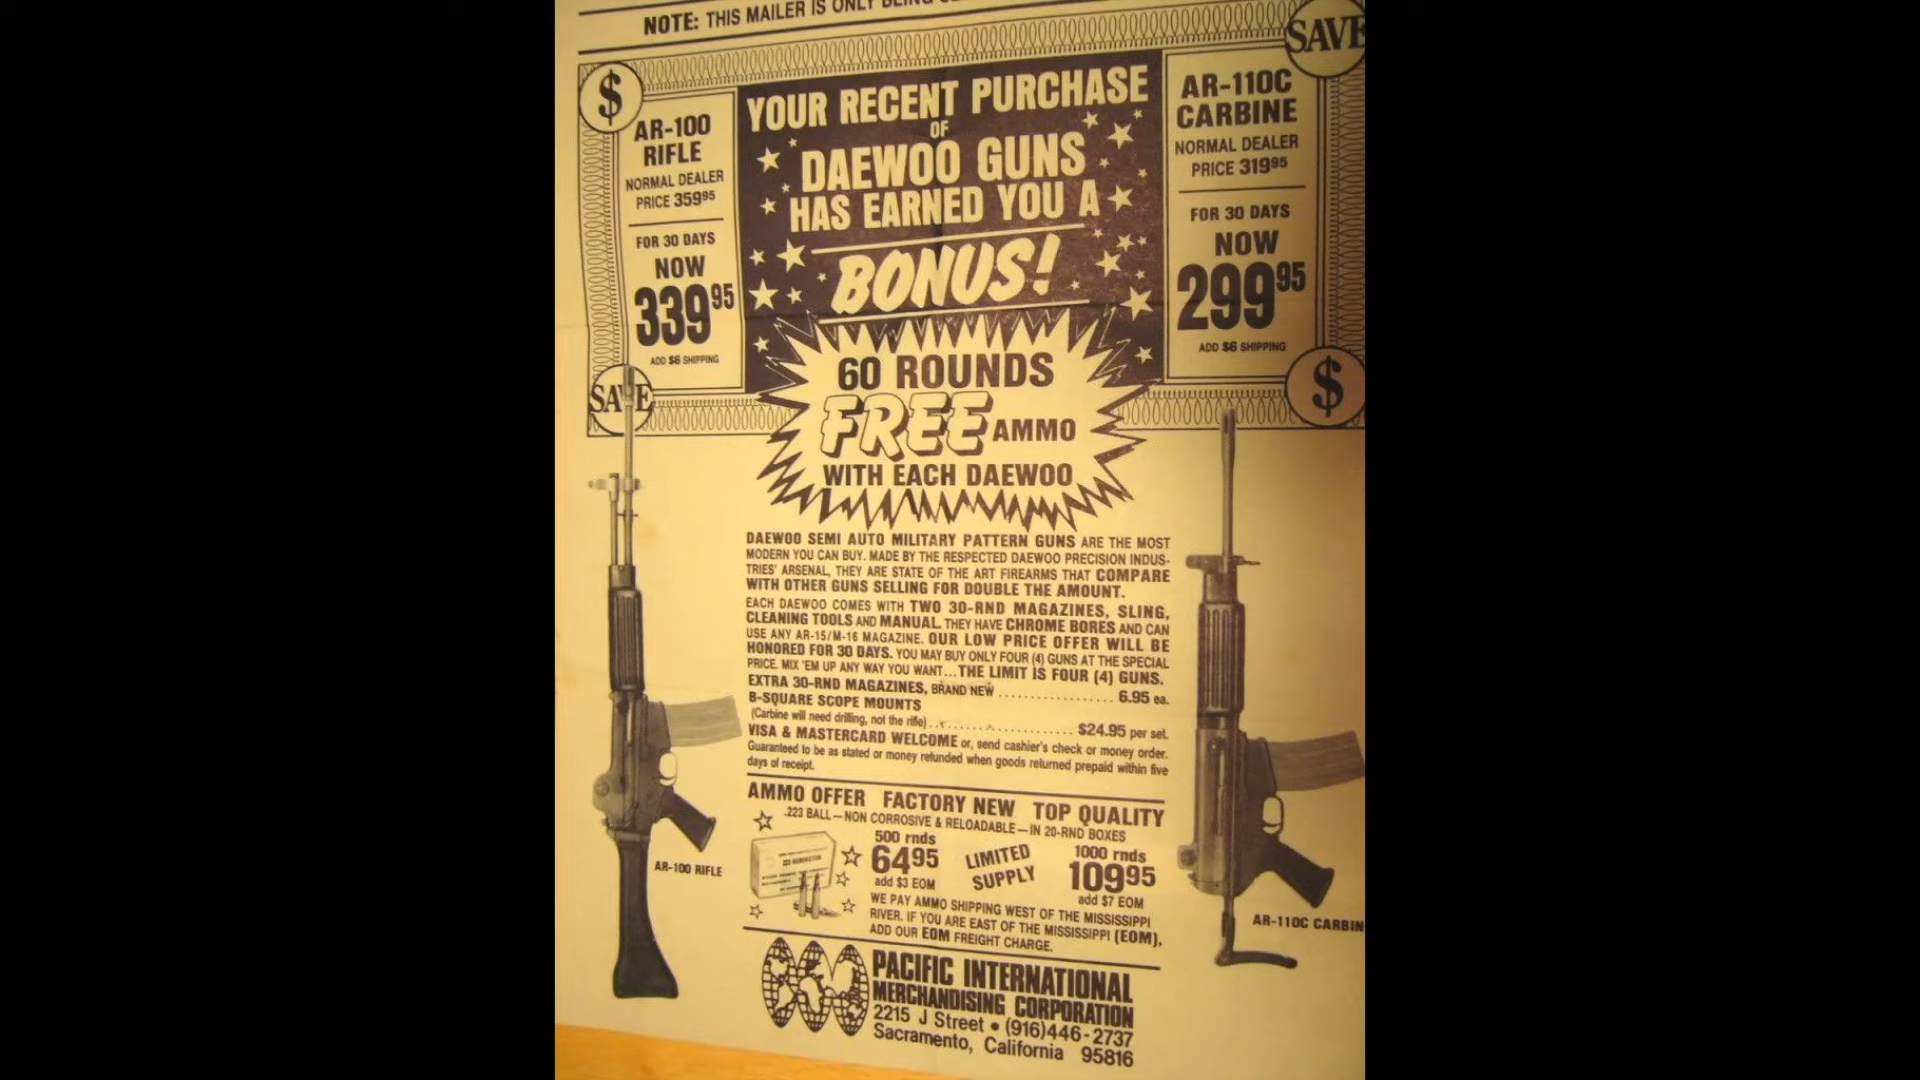 NOTE: THIS MAILER IS ONLY BEING
SAVE
$
AR-100
RIFLE
NORMAL DEALER
PRICE 359⁹⁵
FOR 30 DAYS
NOW
339⁹⁵
ADD $6 SHIPPING
SAVE
YOUR RECENT PURCHASE
OF
DAEWOO GUNS
HAS EARNED YOU A
BONUS!
60 ROUNDS
FREE AMMO
WITH EACH DAEWOO
AR-110C
CARBINE
NORMAL DEALER
PRICE 319⁹⁵
FOR 30 DAYS
NOW
299⁹⁵
ADD $6 SHIPPING
$
DAEWOO SEMI AUTO MILITARY PATTERN GUNS ARE THE MOST
MODERN YOU CAN BUY. MADE BY THE RESPECTED DAEWOO PRECISION INDUS-
TRIES' ARSENAL, THEY ARE STATE OF THE ART FIREARMS THAT COMPARE
WITH OTHER GUNS SELLING FOR DOUBLE THE AMOUNT.
EACH DAEWOO COMES WITH TWO 30-RND MAGAZINES, SLING,
CLEANING TOOLS AND MANUAL. THEY HAVE CHROME BORES AND CAN
USE ANY AR-15/M-16 MAGAZINE. OUR LOW PRICE OFFER WILL BE
HONORED FOR 30 DAYS. YOU MAY BUY ONLY FOUR (4) GUNS AT THE SPECIAL
PRICE. MIX 'EM UP ANY WAY YOU WANT...THE LIMIT IS FOUR (4) GUNS.
EXTRA 30-RND MAGAZINES, BRAND NEW ................ 6.95 ea.
B-SQUARE SCOPE MOUNTS
(Carbine will need drilling, not the rifle) ..................... $24.95 per set.
VISA & MASTERCARD WELCOME or, send cashier's check or money order.
Guaranteed to be as stated or money refunded when goods returned prepaid within five
days of receipt.
AMMO OFFER FACTORY NEW TOP QUALITY
.223 BALL—NON CORROSIVE & RELOADABLE—IN 20-RND BOXES
500 rnds
64⁹⁵
add $3 EOM
LIMITED
SUPPLY
1000 rnds
109⁹⁵
add $7 EOM
WE PAY AMMO SHIPPING WEST OF THE MISSISSIPPI
RIVER. IF YOU ARE EAST OF THE MISSISSIPPI (EOM),
ADD OUR EOM FREIGHT CHARGE.
AR-100 RIFLE
AR-110C CARBIN
PACIFIC INTERNATIONAL
MERCHANDISING CORPORATION
2215 J Street • (916)446-2737
Sacramento, California 95816